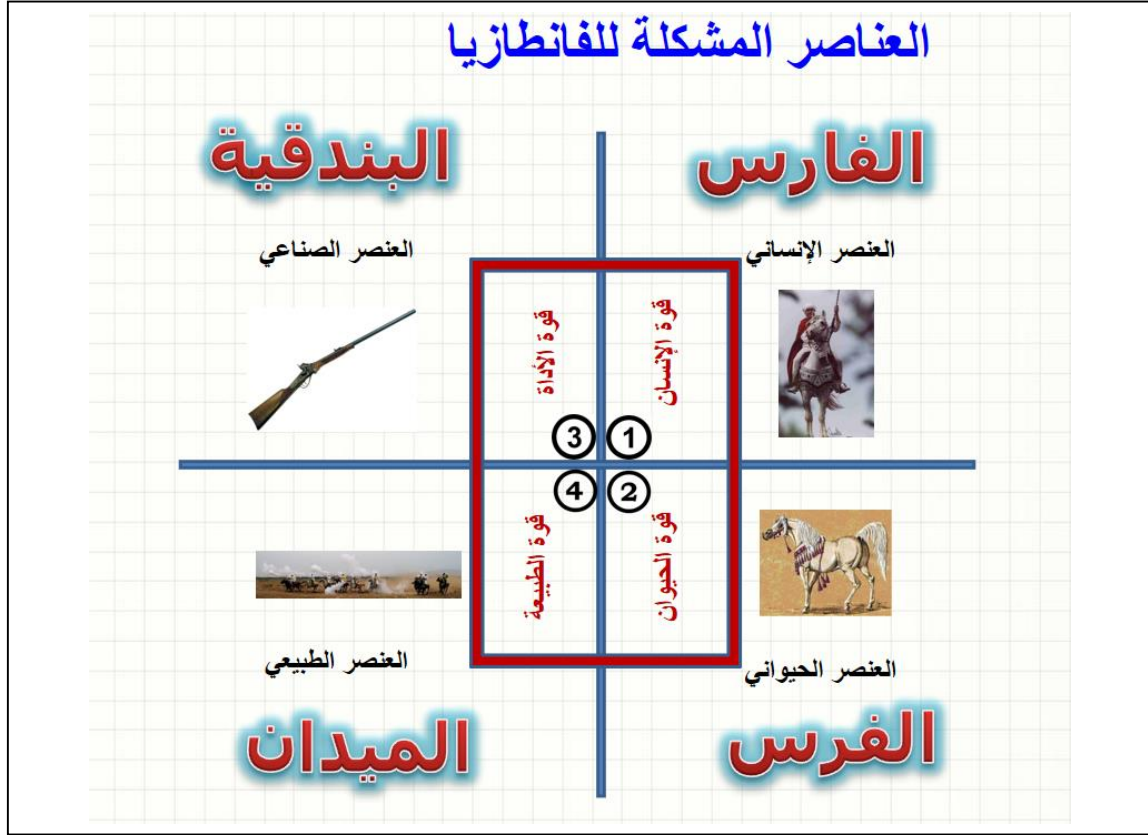 العناصر المشكلة للفانطازيا
الفارس
العنصر الإنساني
قوة الإنسان
1
الفرس
العنصر الحيواني
قوة الحيوان
2
البندقية
العنصر الصناعي
قوة الأداة
3
الميدان
العنصر الطبيعي
قوة الطبيعة
4